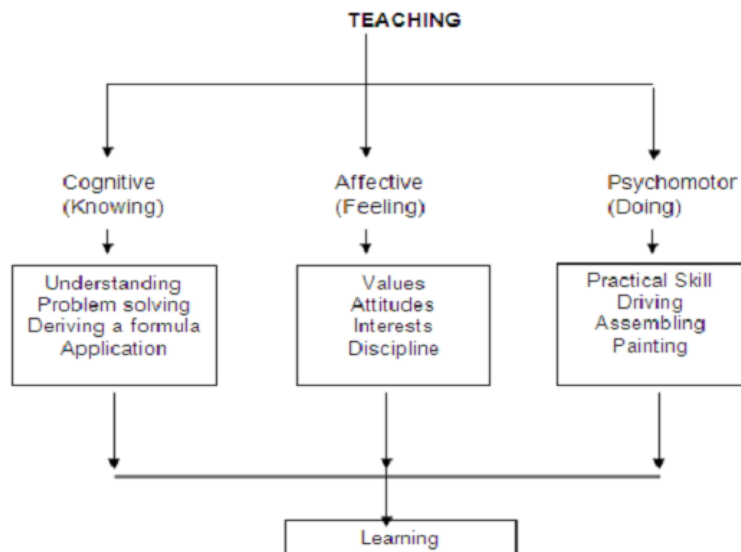 TEACHING
Cognitive
(Knowing)
Affective
(Feeling)
Psychomotor
(Doing)
Understanding
Problem solving
Deriving a formula
Application
Values
Attitudes
Interests
Discipline
Practical Skill
Driving
Assembling
Painting
Learning